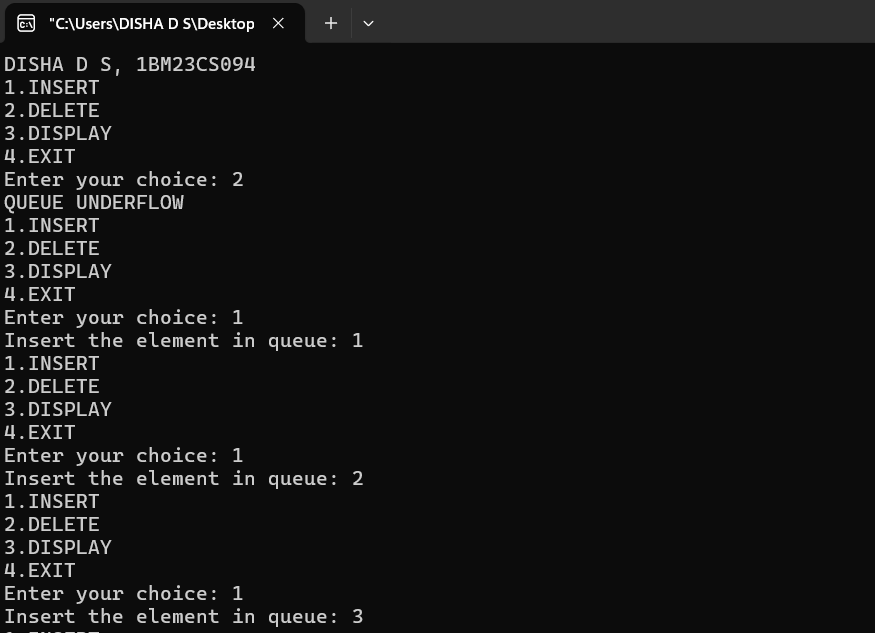 "C:\Users\DISHA D S\Desktop
DISHA D S, 1BM23CS094
1.INSERT
2.DELETE
3.DISPLAY
4.EXIT
Enter your choice: 2
QUEUE UNDERFLOW
1.INSERT
2.DELETE
3.DISPLAY
4.EXIT
Enter your choice: 1
Insert the element in queue: 1
1.INSERT
2.DELETE
3.DISPLAY
4.EXIT
Enter your choice: 1
Insert the element in queue: 2
1.INSERT
2.DELETE
3.DISPLAY
4.EXIT
Enter your choice: 1
Insert the element in queue: 3